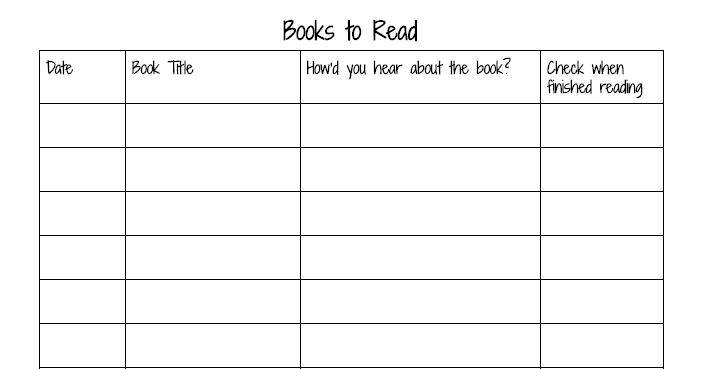 Books to Read
Date Book Title How'd you hear about the book? Check when
finished reading